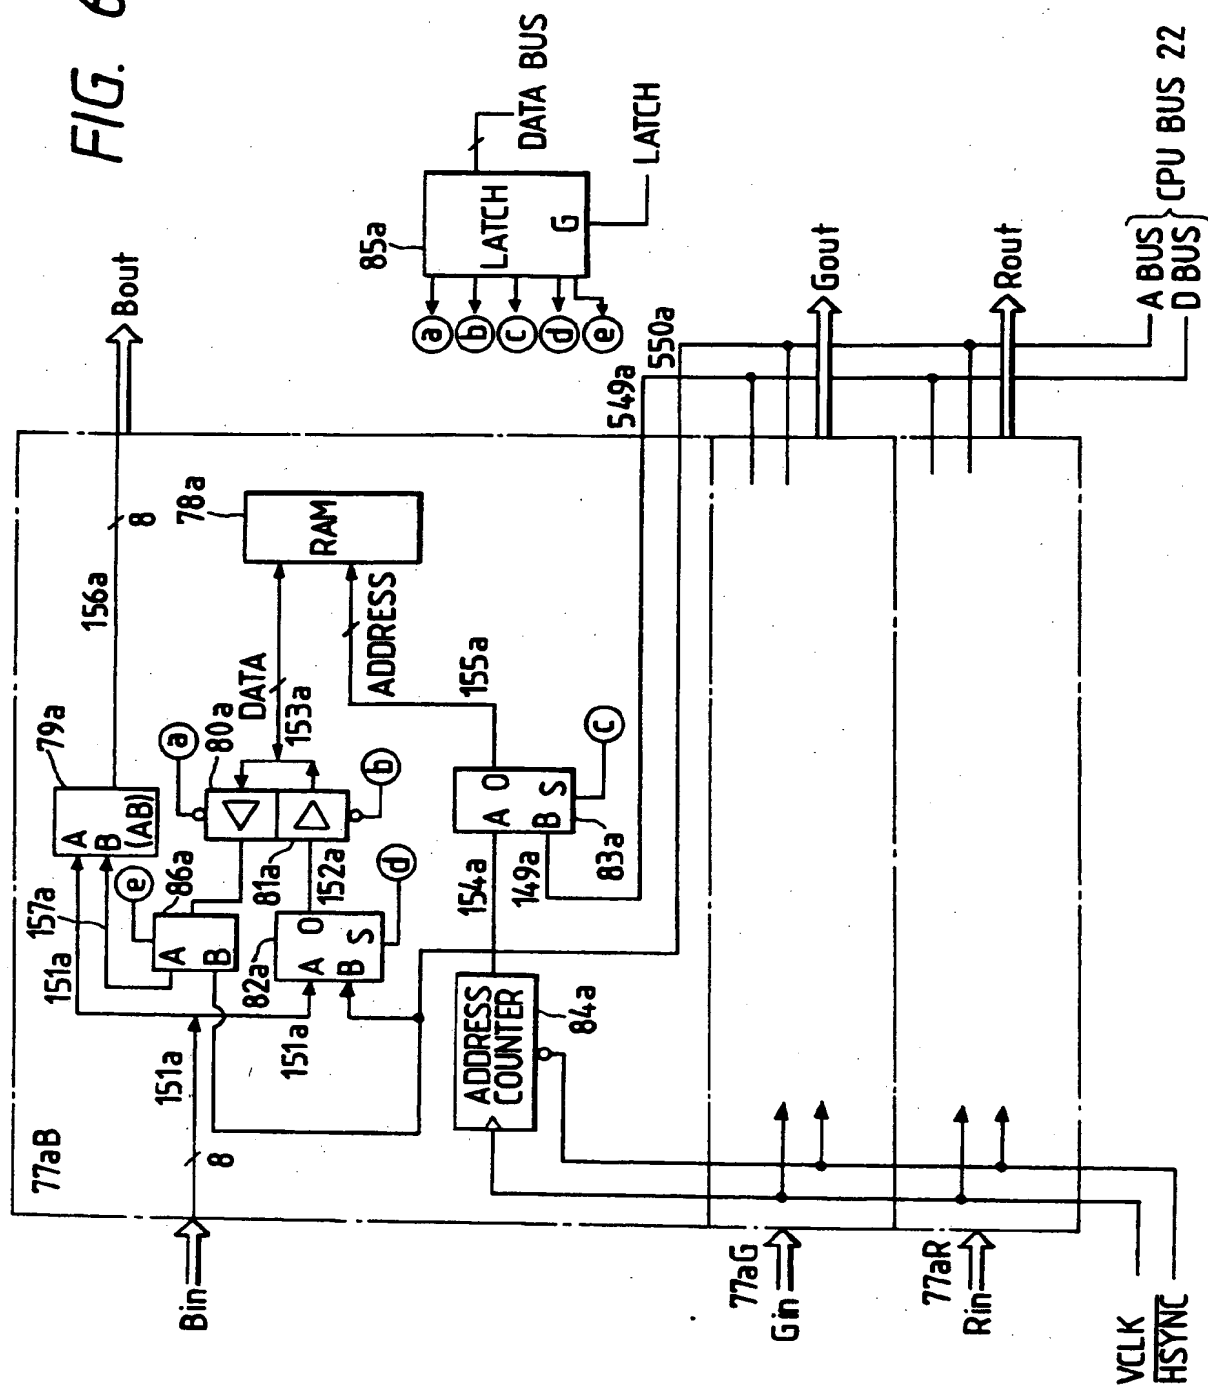 FIG. 6
77aB
Bin
8
151a
151a
157a
79a
A
B
(AB)
156a
8
Bout
e
86a
A
B
a
80a
DATA
153a
78a
RAM
ADDRESS
81a
152a
b
151a
82a
A O
B S
d
155a
ADDRESS
COUNTER
84a
154a
149a
A O
B S
83a
c
549a
550a
85a
LATCH
G
DATA BUS
LATCH
a
b
c
d
e
77aG
Gin
Gout
77aR
Rin
Rout
VCLK
HSYNC
A BUS
D BUS
CPU BUS 22